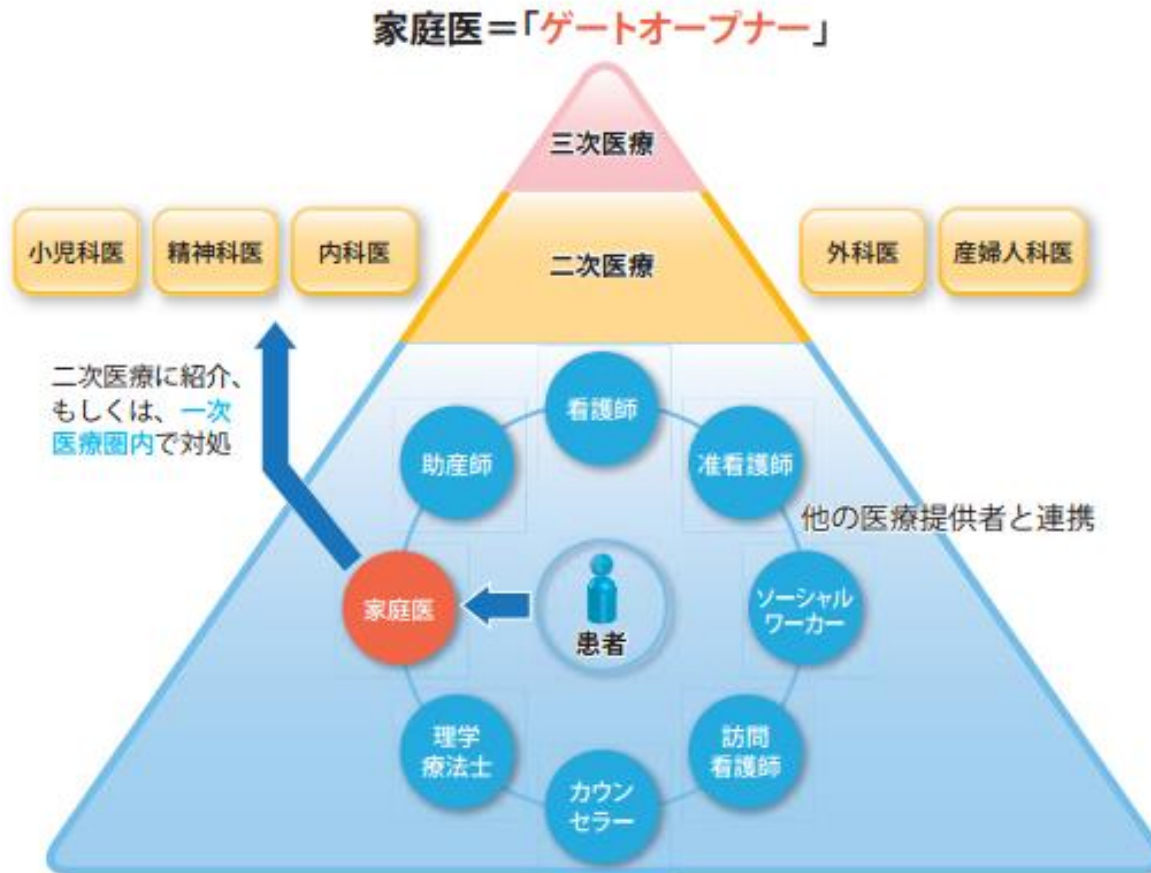 家庭医＝「ゲートオープナー」
三次医療
小児科医
精神科医
内科医
二次医療
外科医
産婦人科医
二次医療に紹介、
もしくは、一次
医療圏内で対処
看護師
助産師
准看護師
他の医療提供者と連携
家庭医
患者
ソーシャル
ワーカー
理学
療法士
訪問
看護師
カウン
セラー